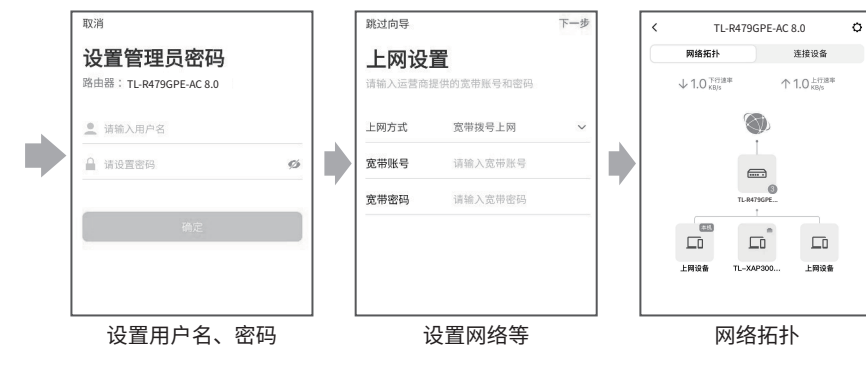 取消
设置管理员密码
路由器： TL-R479GPE-AC 8.0
请输入用户名
请设置密码
确定
设置用户名、密码
跳过向导 下一步
上网设置
请输入运营商提供的宽带账号和密码
上网方式 宽带拨号上网
宽带账号 请输入宽带账号
宽带密码 请输入宽带密码
设置网络等
TL-R479GPE-AC 8.0
网络拓扑 连接设备
1.0 下行速率 KB/s 1.0 上行速率 KB/s
3
TL-R479GPE...
本机
上网设备 TL-XAP300... 上网设备
网络拓扑